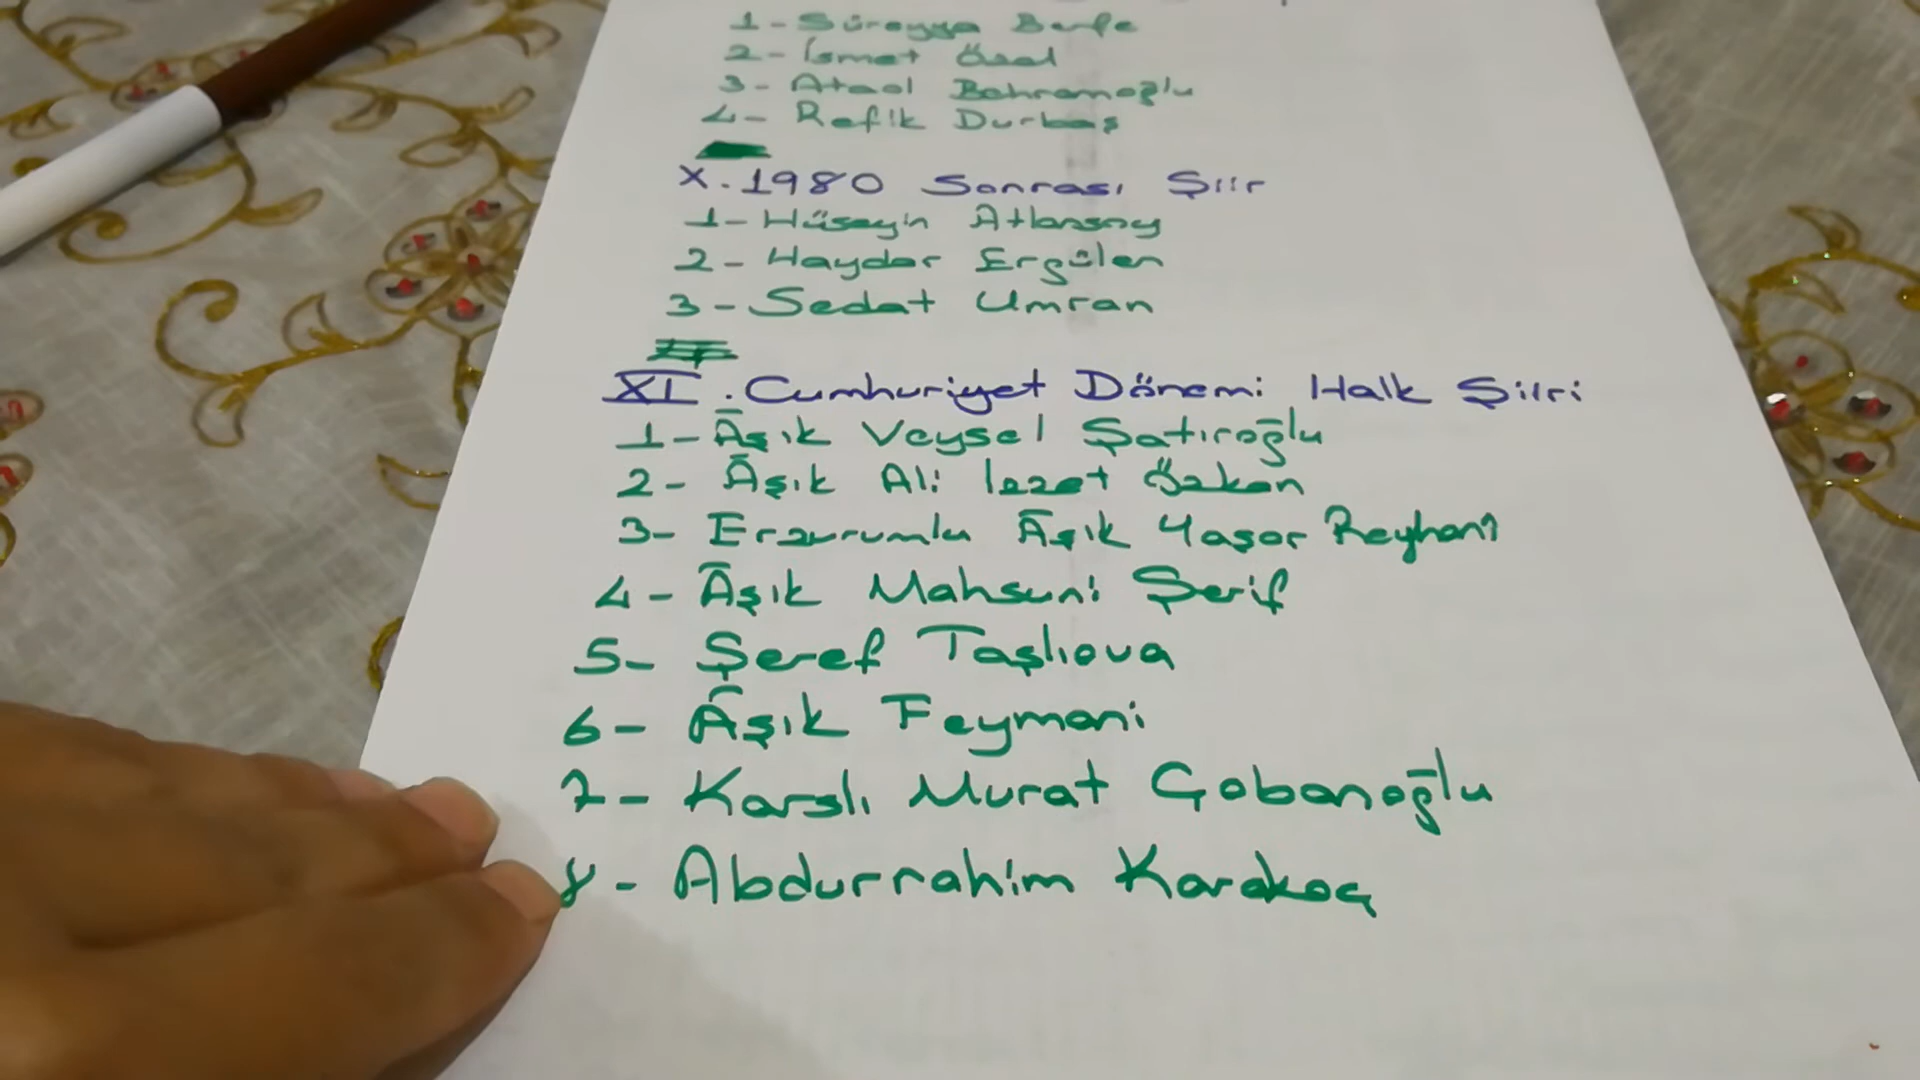 1- Süreyya Berfe
2- İsmet Özel
3- Ataol Behramoğlu
4- Refik Durbaş
X. 1980 Sonrası Şiir
1- Hüseyin Atlansoy
2- Haydar Ergülen
3- Sedat Umran
XI. Cumhuriyet Dönemi Halk Şiiri
1- Âşık Veysel Şatıroğlu
2- Âşık Ali İzzet Özkan
3- Erzurumlu Âşık Yaşar Reyhani
4- Âşık Mahsuni Şerif
5- Şeref Taşlıova
6- Âşık Feymani
7- Karslı Murat Çobanoğlu
8- Abdurrahim Karakoç